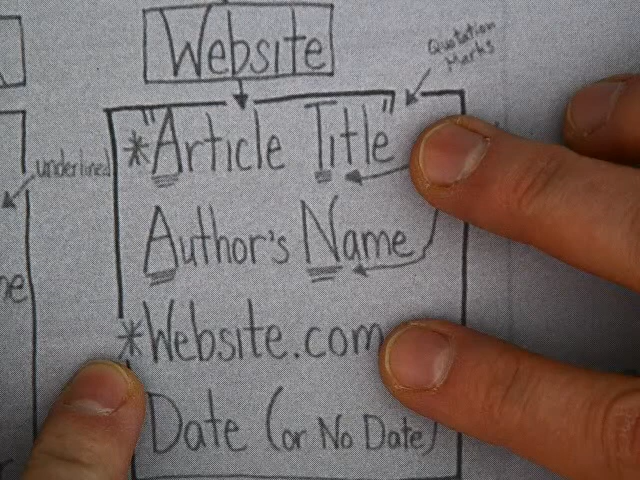 Website
Quotation
Marks
*"Article Title"
underlined
Author's Name
*Website.com
Date (or No Date)